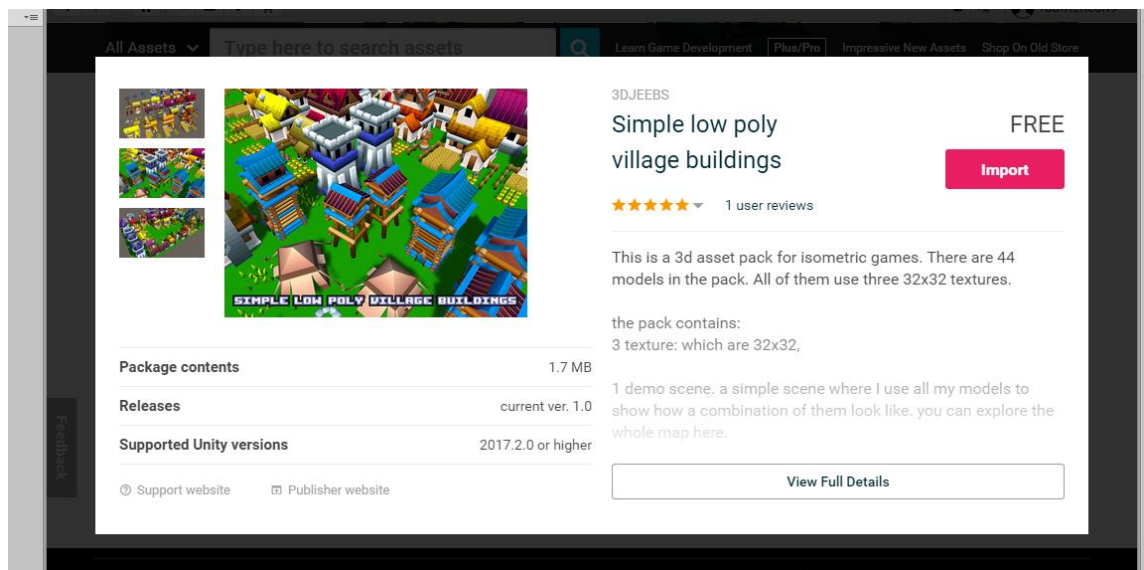 All Assets
Type here to search assets
Learn Game Development
Plus/Pro
Impressive New Assets
Shop On Old Store
3DJEEBS
Simple low poly
village buildings
FREE
Import
1 user reviews
SIMPLE LOW POLY VILLAGE BUILDINGS
This is a 3d asset pack for isometric games. There are 44
models in the pack. All of them use three 32x32 textures.
the pack contains:
3 texture: which are 32x32,
1 demo scene. a simple scene where I use all my models to
show how a combination of them look like. you can explore the
whole map here.
View Full Details
Package contents 1.7 MB
Releases current ver. 1.0
Supported Unity versions 2017.2.0 or higher
Support website
Publisher website
Feedback